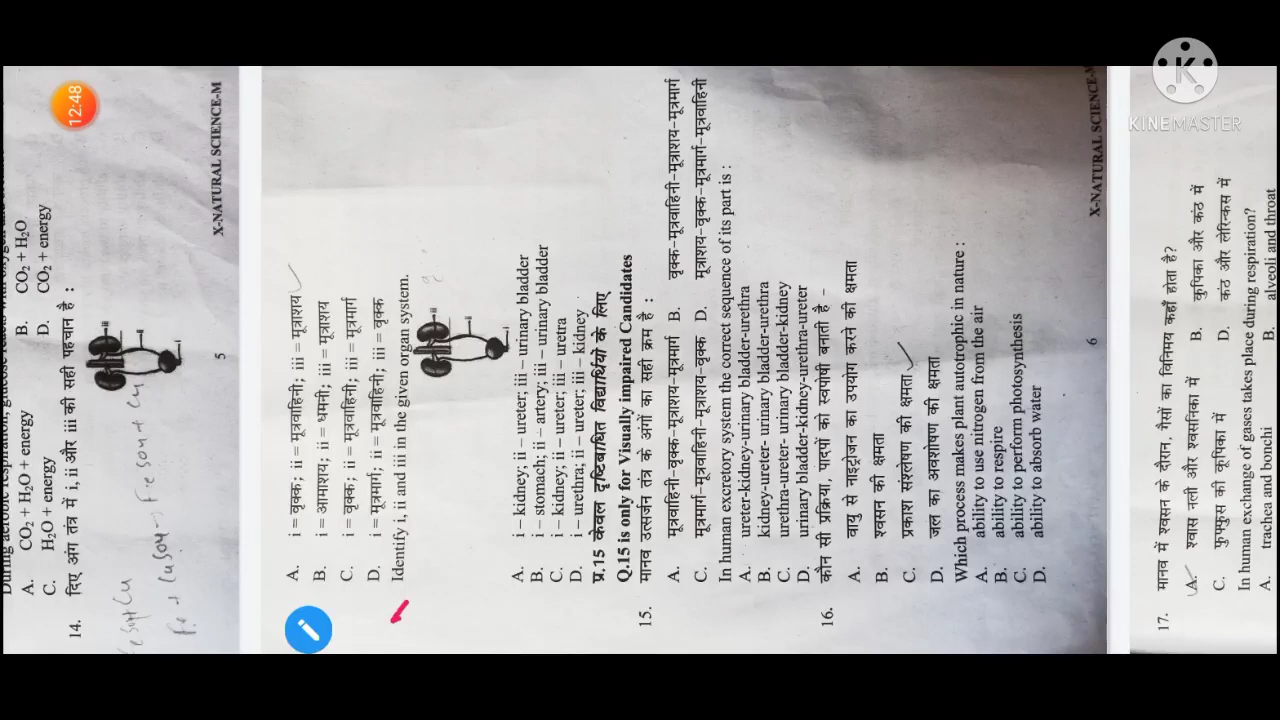 During aerobic respiration, glucose
A. CO₂ + H₂O + energy B. CO₂ + H₂O
C. H₂O + energy D. CO₂ + energy
14. दिए अंग तंत्र में i, ii और iii की सही पहचान है :
iii
ii
i
Fe + CuSO4 → FeSO4 + Cu
5 X-NATURAL SCIENCE-M
12:48
A. i = वृक्क; ii = मूत्रवाहिनी; iii = मूत्राशय
B. i = आमाशय; ii = धमनी; iii = मूत्राशय
C. i = वृक्क; ii = मूत्रवाहिनी; iii = मूत्रमार्ग
D. i = मूत्रमार्ग; ii = मूत्रवाहिनी; iii = वृक्क
Identify i, ii and iii in the given organ system.
iii
ii
i
A. i – kidney; ii – ureter; iii – urinary bladder
B. i – stomach; ii – artery; iii – urinary bladder
C. i – kidney; ii – ureter; iii – uretra
D. i – urethra; ii – ureter; iii – kidney
प्र.15 केवल दृष्टिबाधित विद्यार्थियो के लिए
Q.15 is only for Visually impaired Candidates
15. मानव उत्सर्जन तंत्र के अंगों का सही क्रम है :
A. मूत्रवाहिनी-वृक्क-मूत्राशय-मूत्रमार्ग B. वृक्क-मूत्रवाहिनी-मूत्राशय-मूत्रमार्ग
C. मूत्रमार्ग-मूत्रवाहिनी-मूत्राशय-वृक्क D. मूत्राशय-वृक्क-मूत्रमार्ग-मूत्रवाहिनी
In human excretory system the correct sequence of its part is :
A. ureter-kidney-urinary bladder-urethra
B. kidney-ureter- urinary bladder-urethra
C. urethra-ureter- urinary bladder-kidney
D. urinary bladder-kidney-urethra-ureter
16. कौन सी प्रक्रिया, पादपों को स्वपोषी बनाती है –
A. वायु से नाइट्रोजन का उपयोग करने की क्षमता
B. श्वसन की क्षमता
C. प्रकाश संश्लेषण की क्षमता
D. जल का अवशोषण की क्षमता
Which process makes plant autotrophic in nature :
A. ability to use nitrogen from the air
B. ability to respire
C. ability to perform photosynthesis
D. ability to absorb water
6 X-NATURAL SCIENCE-M
KINEMASTER
17. मानव में श्वसन के दौरान, गैसों का विनिमय कहाँ होता है?
A. श्वास नली और श्वसनिका में B. कुपिका और कंठ में
C. फुफ्फुस की कूपिका में D. कंठ और लेरिन्कस में
In human exchange of gases takes place during respiration?
A. trachea and bonchi B. alveoli and throat